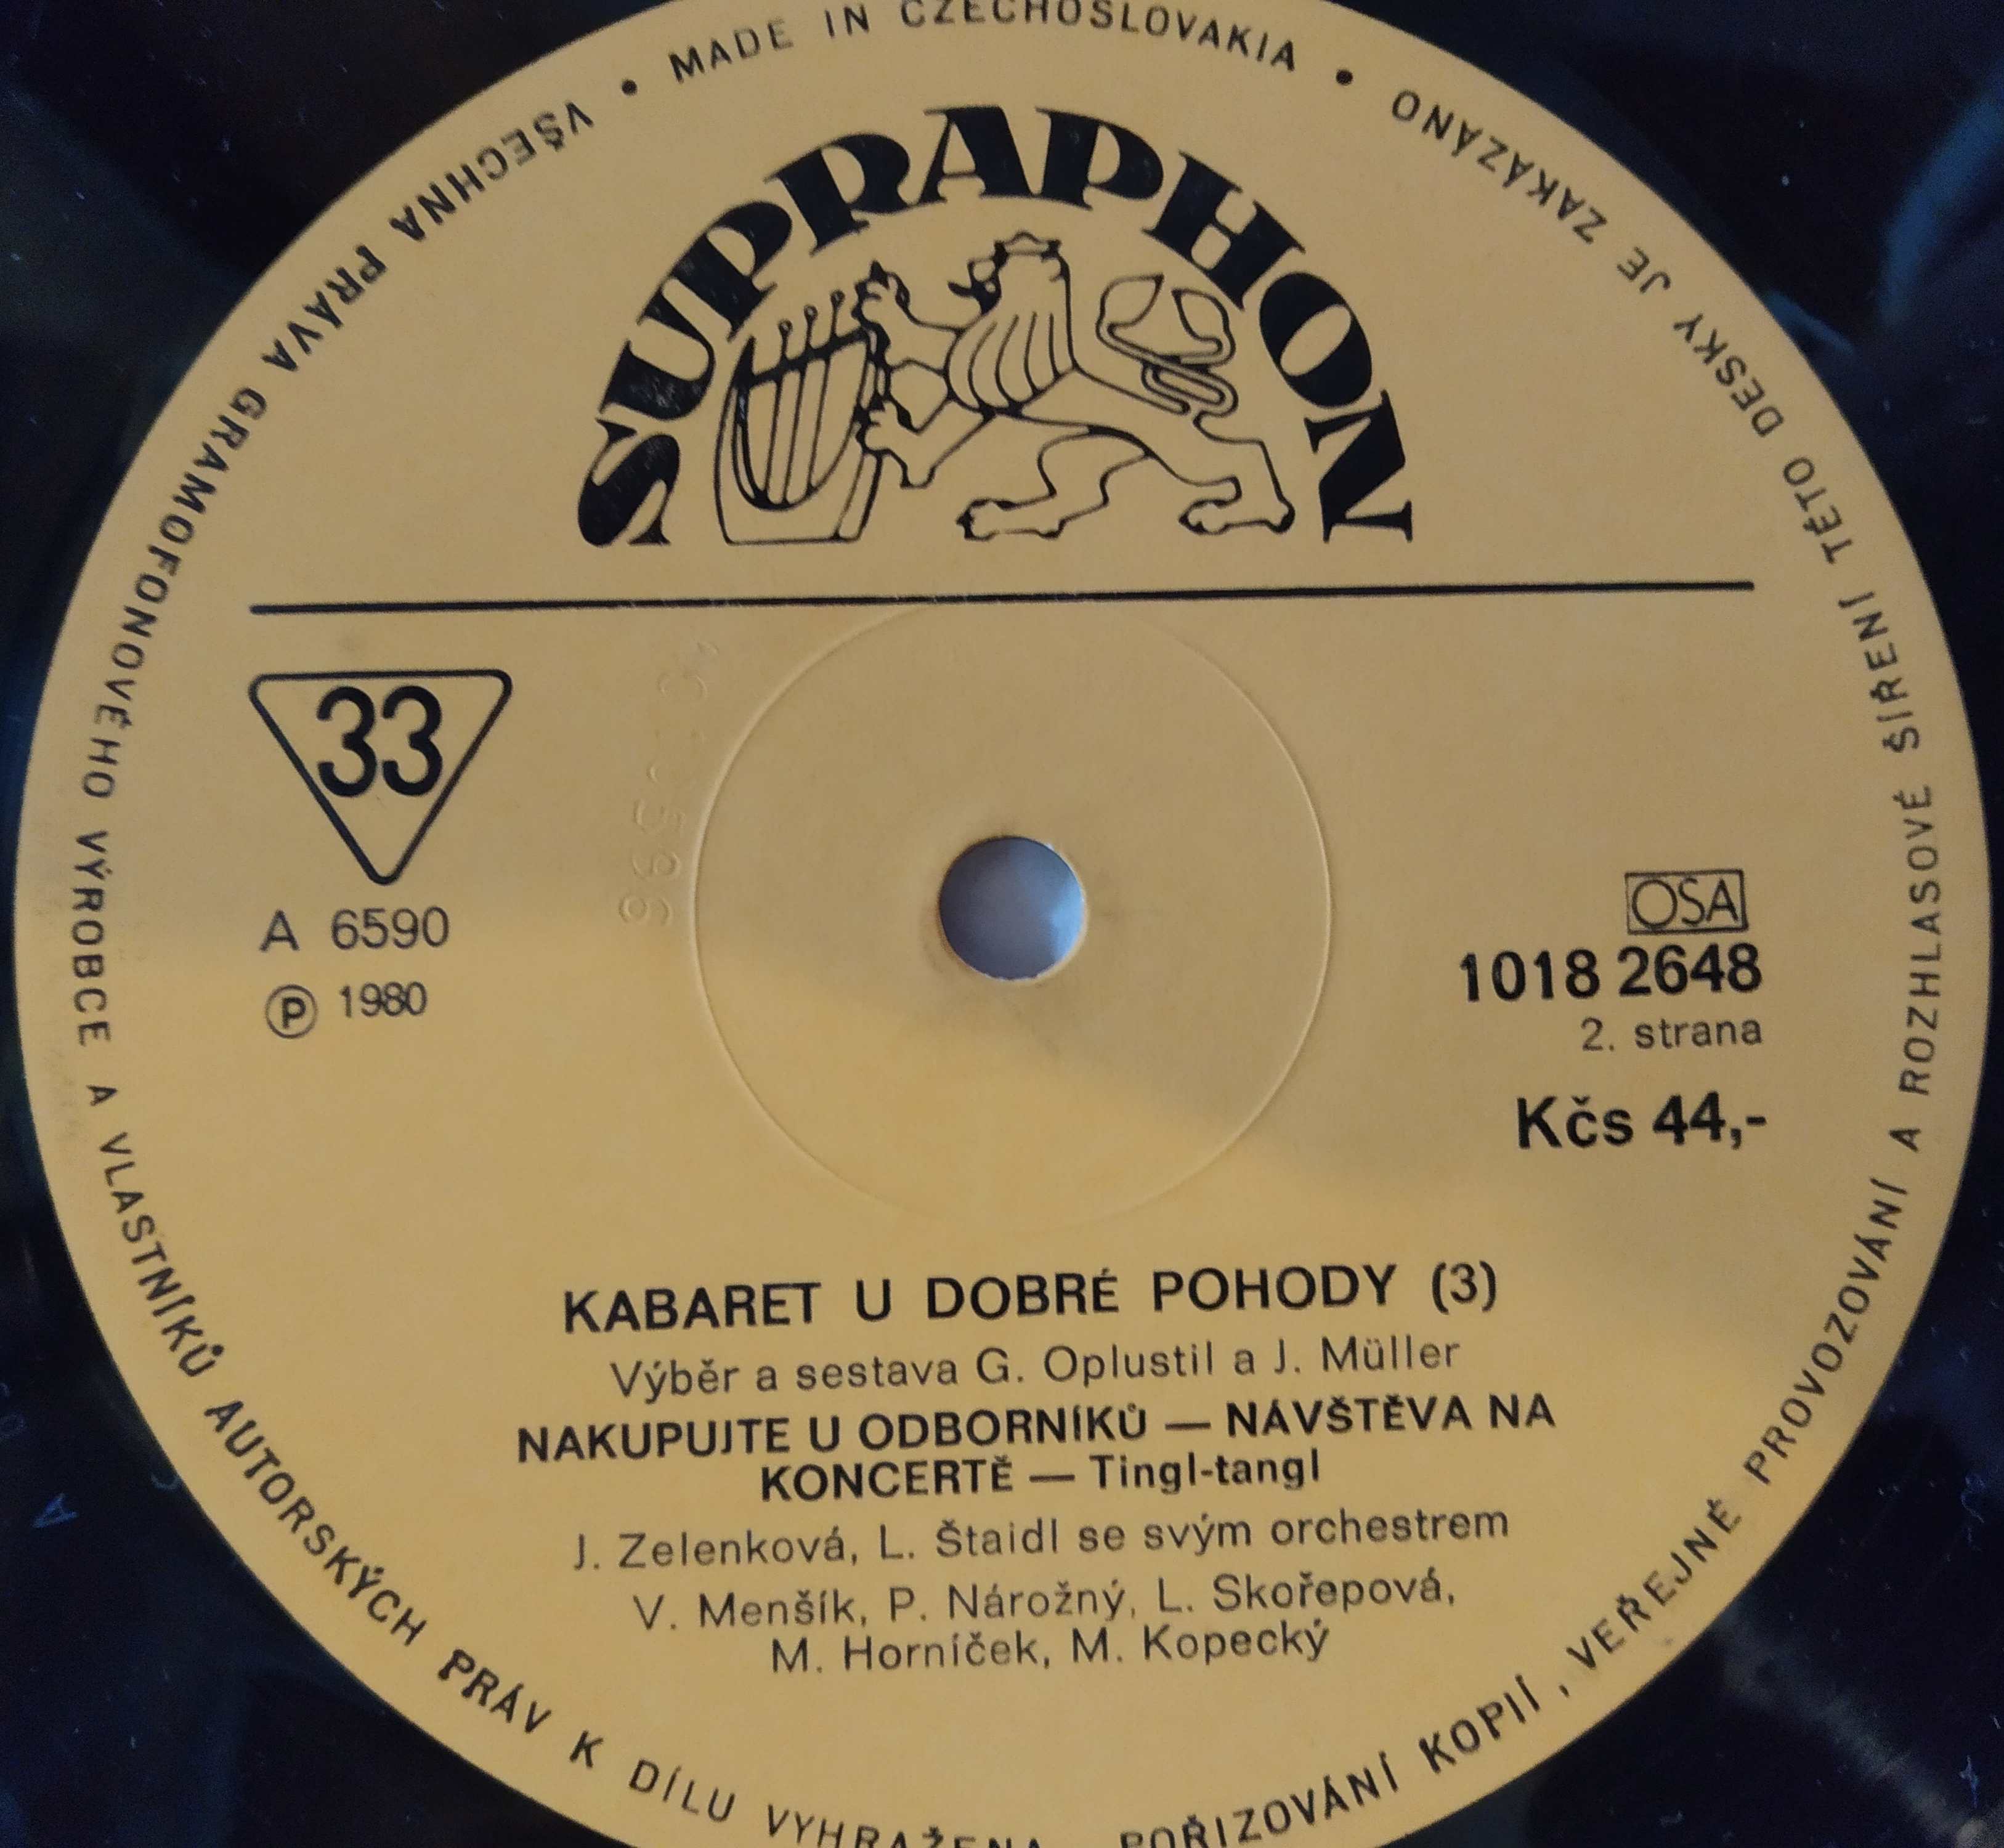 VŠECHNA PRÁVA GRAMOFONOVÉHO VÝROBCE A VLASTNÍKŮ AUTORSKÝCH PRÁV K DÍLU VYHRAŽENA
POŘIZOVÁNÍ KOPIÍ, VEŘEJNÉ PROVOZOVÁNÍ A ROZHLASOVÉ ŠÍŘENÍ TÉTO DESKY JE ZAKÁZÁNO
• MADE IN CZECHOSLOVAKIA •
SUPRAPHON
33
A 6590
Ⓟ 1980
OSA
1018 2648
2. strana
Kčs 44,-
KABARET U DOBRÉ POHODY (3)
Výběr a sestava G. Oplustil a J. Müller
NAKUPUJTE U ODBORNÍKŮ — NÁVŠTĚVA NA
KONCERTĚ — Tingl-tangl
J. Zelenková, L. Štaidl se svým orchestrem
V. Menšík, P. Nárožný, L. Skořepová,
M. Horníček, M. Kopecký